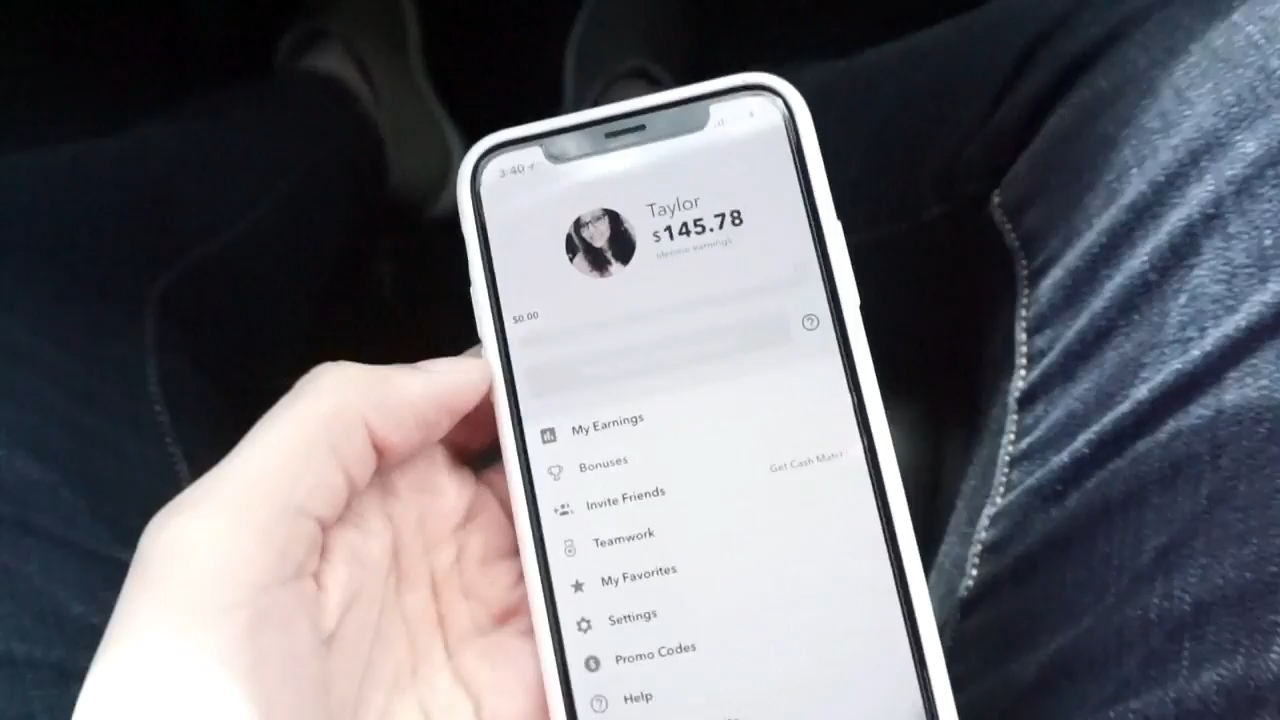 3:40
Taylor
$145.78
lifetime earnings
$0.00
My Earnings
Bonuses
Get Cash Match
Invite Friends
Teamwork
My Favorites
Settings
Promo Codes
Help